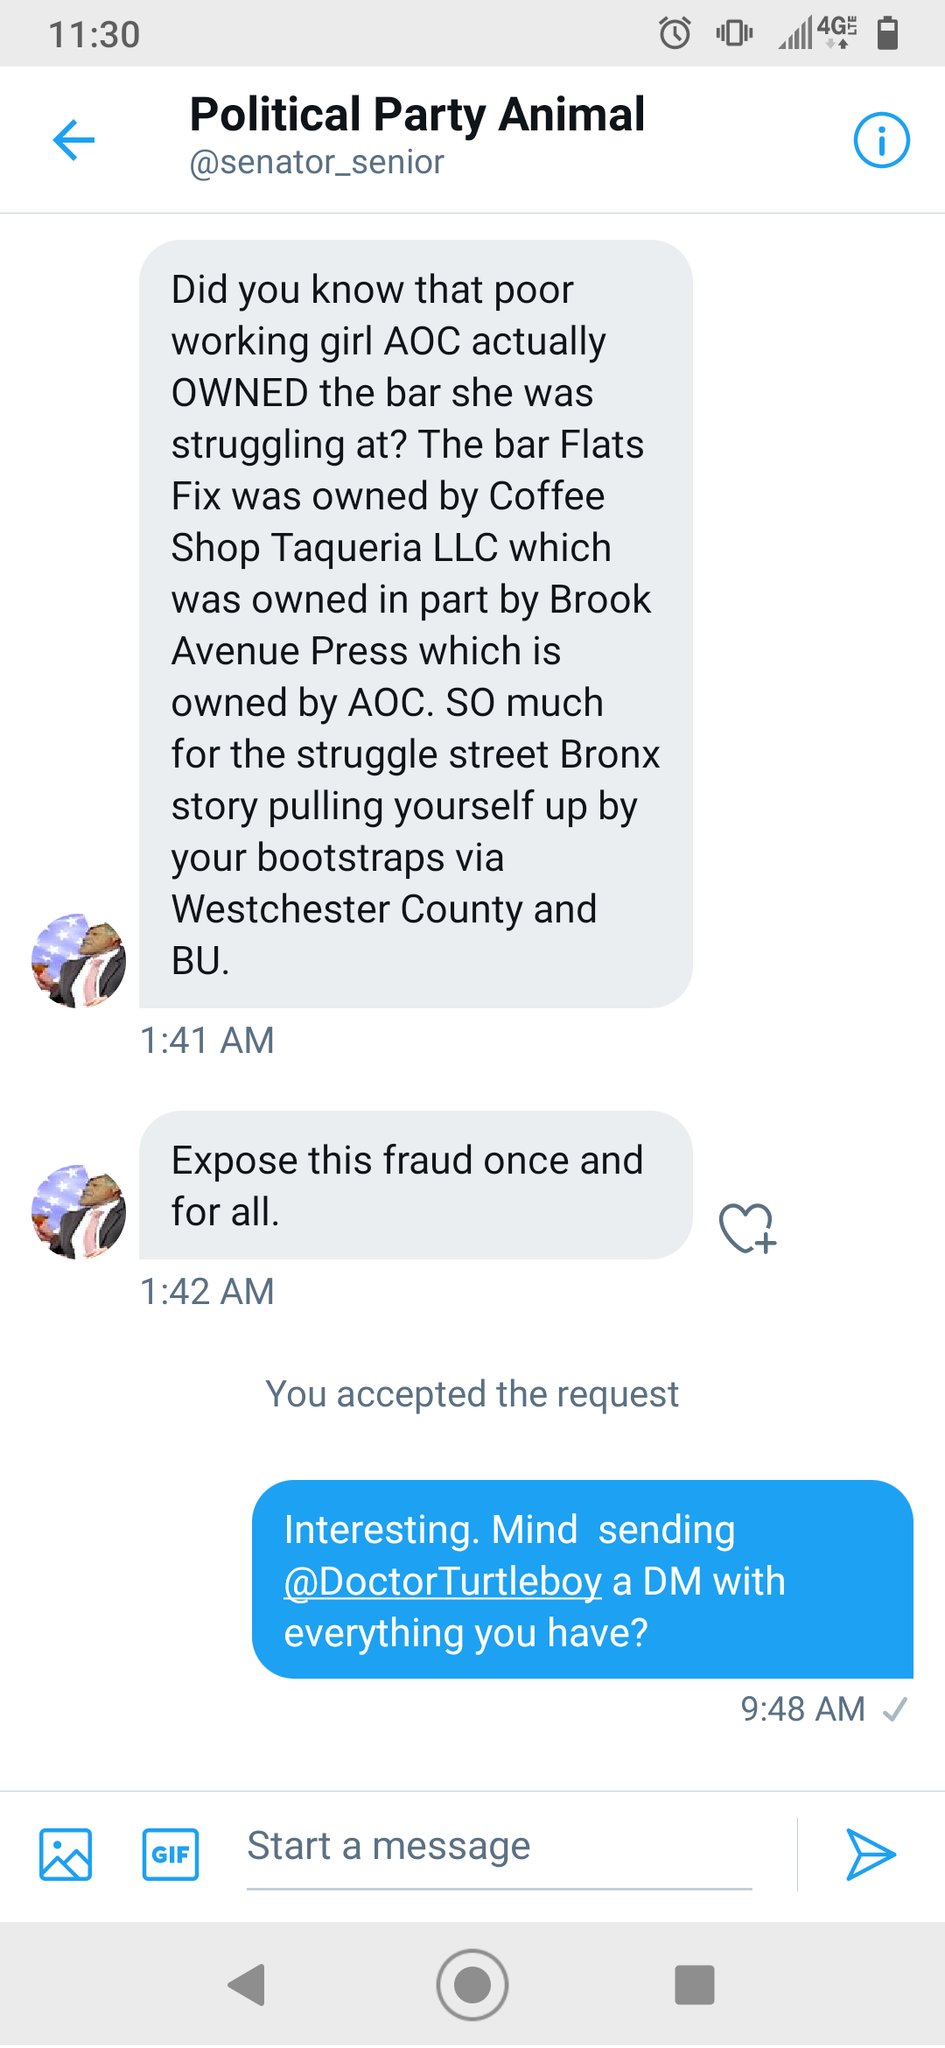 11:30
4G LTE
Political Party Animal
@senator_senior
Did you know that poor
working girl AOC actually
OWNED the bar she was
struggling at? The bar Flats
Fix was owned by Coffee
Shop Taqueria LLC which
was owned in part by Brook
Avenue Press which is
owned by AOC. SO much
for the struggle street Bronx
story pulling yourself up by
your bootstraps via
Westchester County and
BU.
1:41 AM
Expose this fraud once and
for all.
1:42 AM
You accepted the request
Interesting. Mind  sending
@DoctorTurtleboy a DM with
everything you have?
9:48 AM
GIF
Start a message